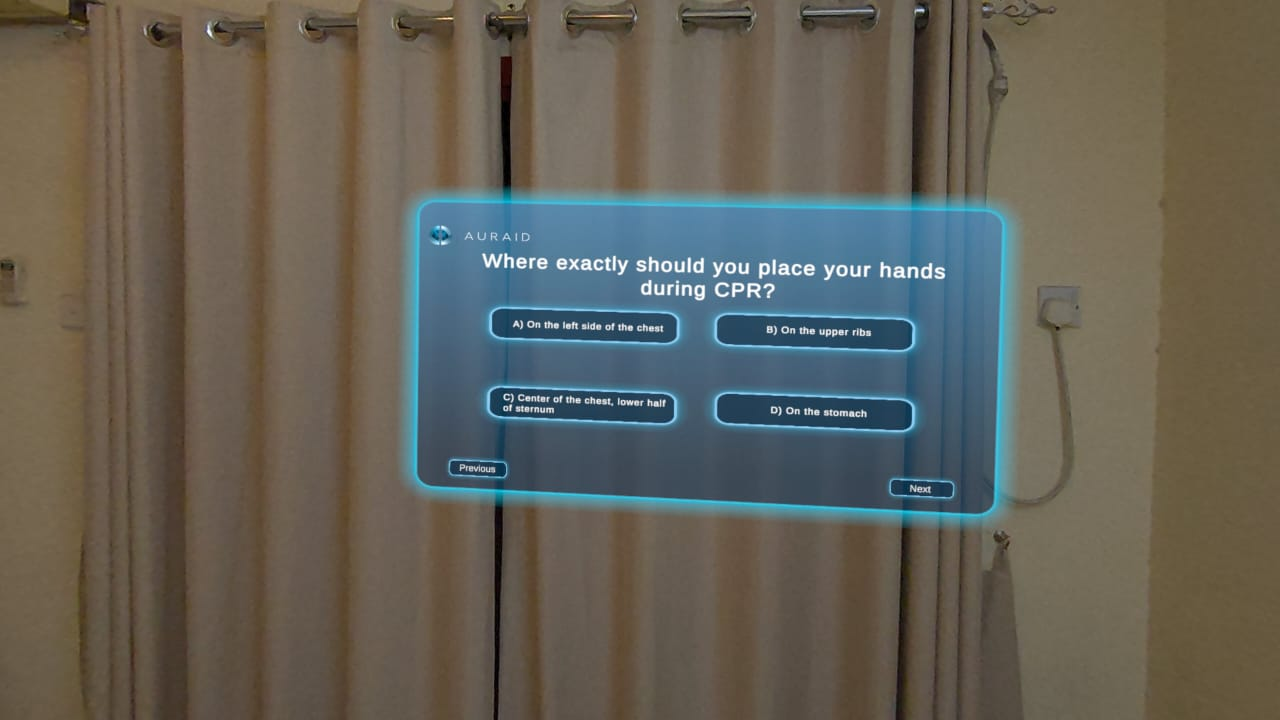 AURAID
Where exactly should you place your hands
during CPR?
A) On the left side of the chest
B) On the upper ribs
C) Center of the chest, lower half
of sternum
D) On the stomach
Previous
Next